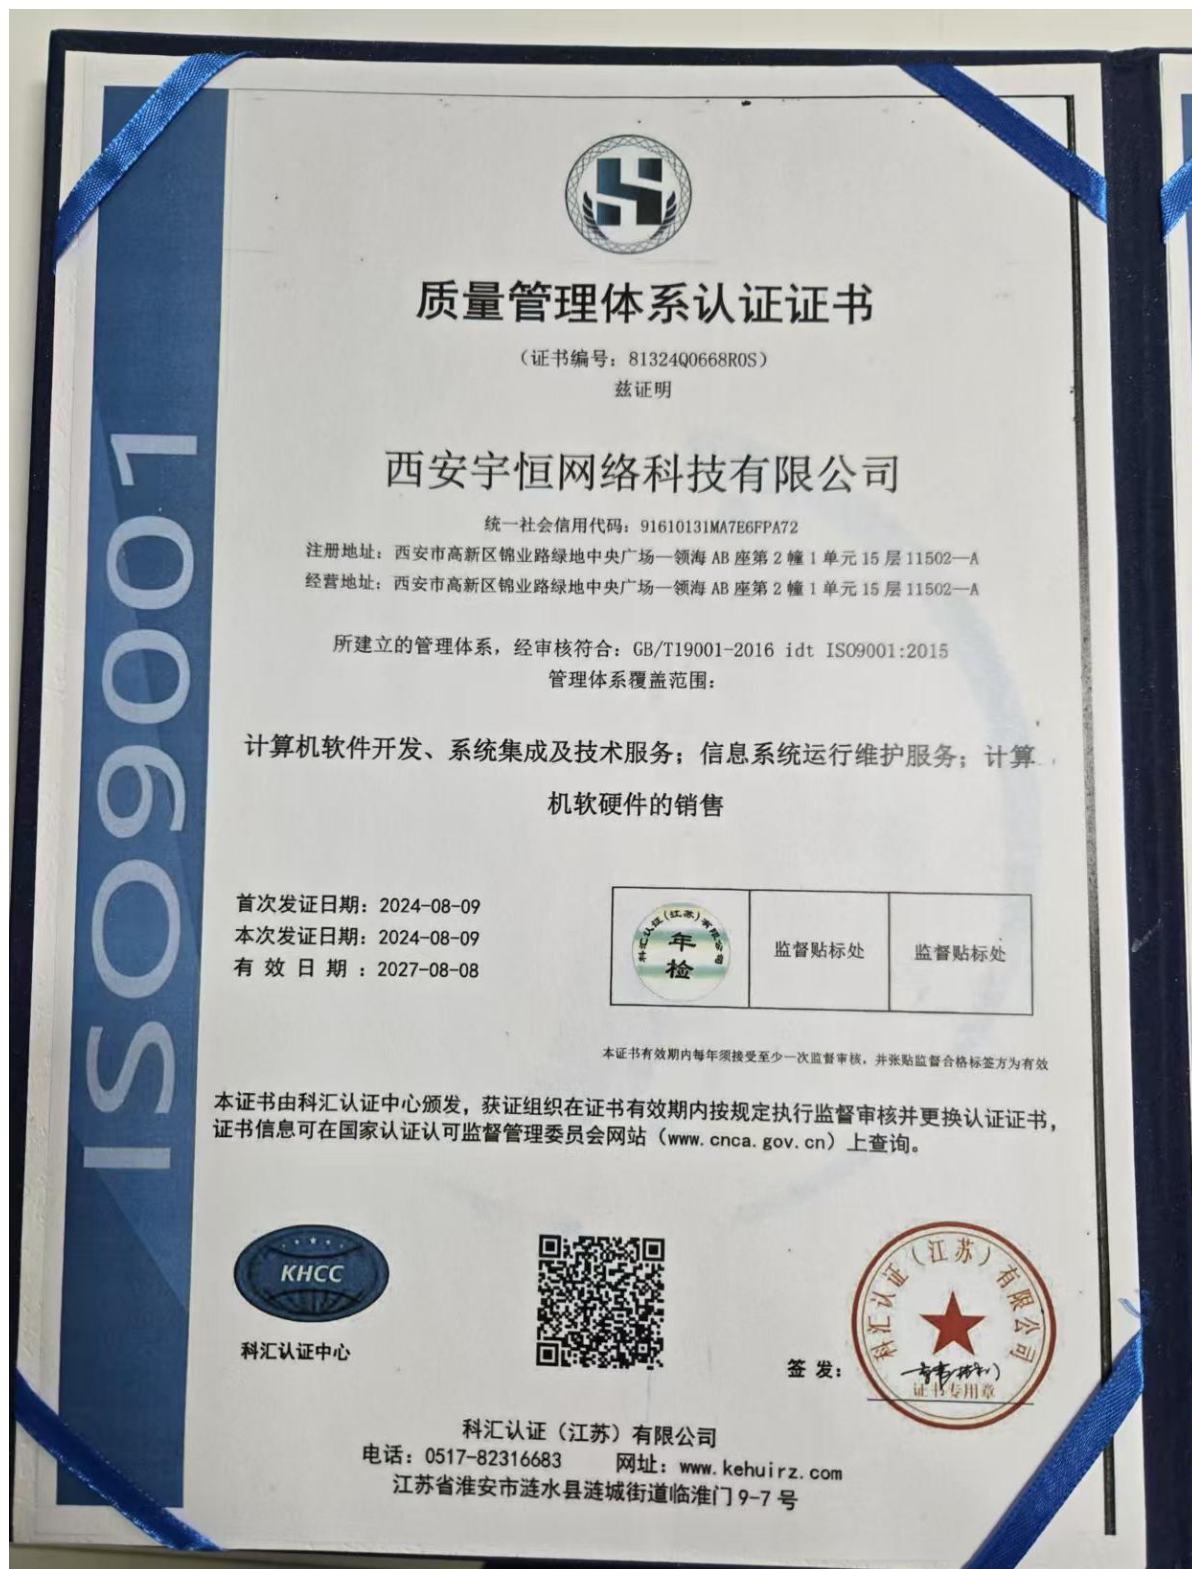 ISO9001
质量管理体系认证证书
(证书编号: 81324Q0668R0S)
兹证明
西安宇恒网络科技有限公司
统一社会信用代码: 91610131MA7E6FPA72
注册地址: 西安市高新区锦业路绿地中央广场—领海 AB 座第 2 幢 1 单元 15 层 11502—A
经营地址: 西安市高新区锦业路绿地中央广场—领海 AB 座第 2 幢 1 单元 15 层 11502—A
所建立的管理体系, 经审核符合: GB/T19001-2016 idt ISO9001:2015
管理体系覆盖范围:
计算机软件开发、系统集成及技术服务; 信息系统运行维护服务; 计算
机软硬件的销售
首次发证日期: 2024-08-09
本次发证日期: 2024-08-09
有 效 日 期 : 2027-08-08
科汇认证(江苏)有限公司
年
检
监督贴标处
监督贴标处
本证书有效期内每年须接受至少一次监督审核, 并张贴监督合格标签方为有效
本证书由科汇认证中心颁发, 获证组织在证书有效期内按规定执行监督审核并更换认证证书,
证书信息可在国家认证认可监督管理委员会网站 (www.cnca.gov.cn) 上查询。
KHCC
科汇认证中心
签 发:
科汇认证(江苏)有限公司
证书专用章
科汇认证 (江苏) 有限公司
电话: 0517-82316683 网址: www.kehuirz.com
江苏省淮安市涟水县涟城街道临淮门 9-7 号